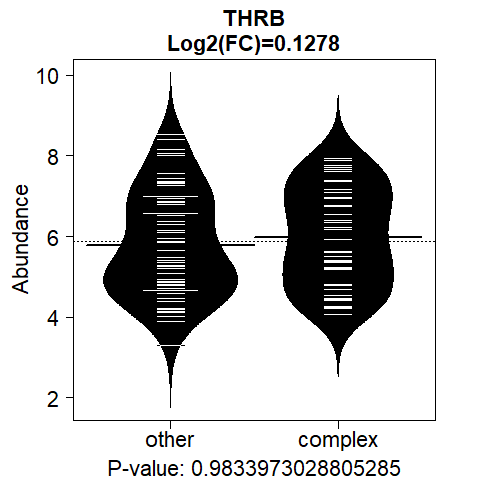 THRB
Log2(FC)=0.1278
Abundance
10
8
6
4
2
other complex
P-value: 0.9833973028805285